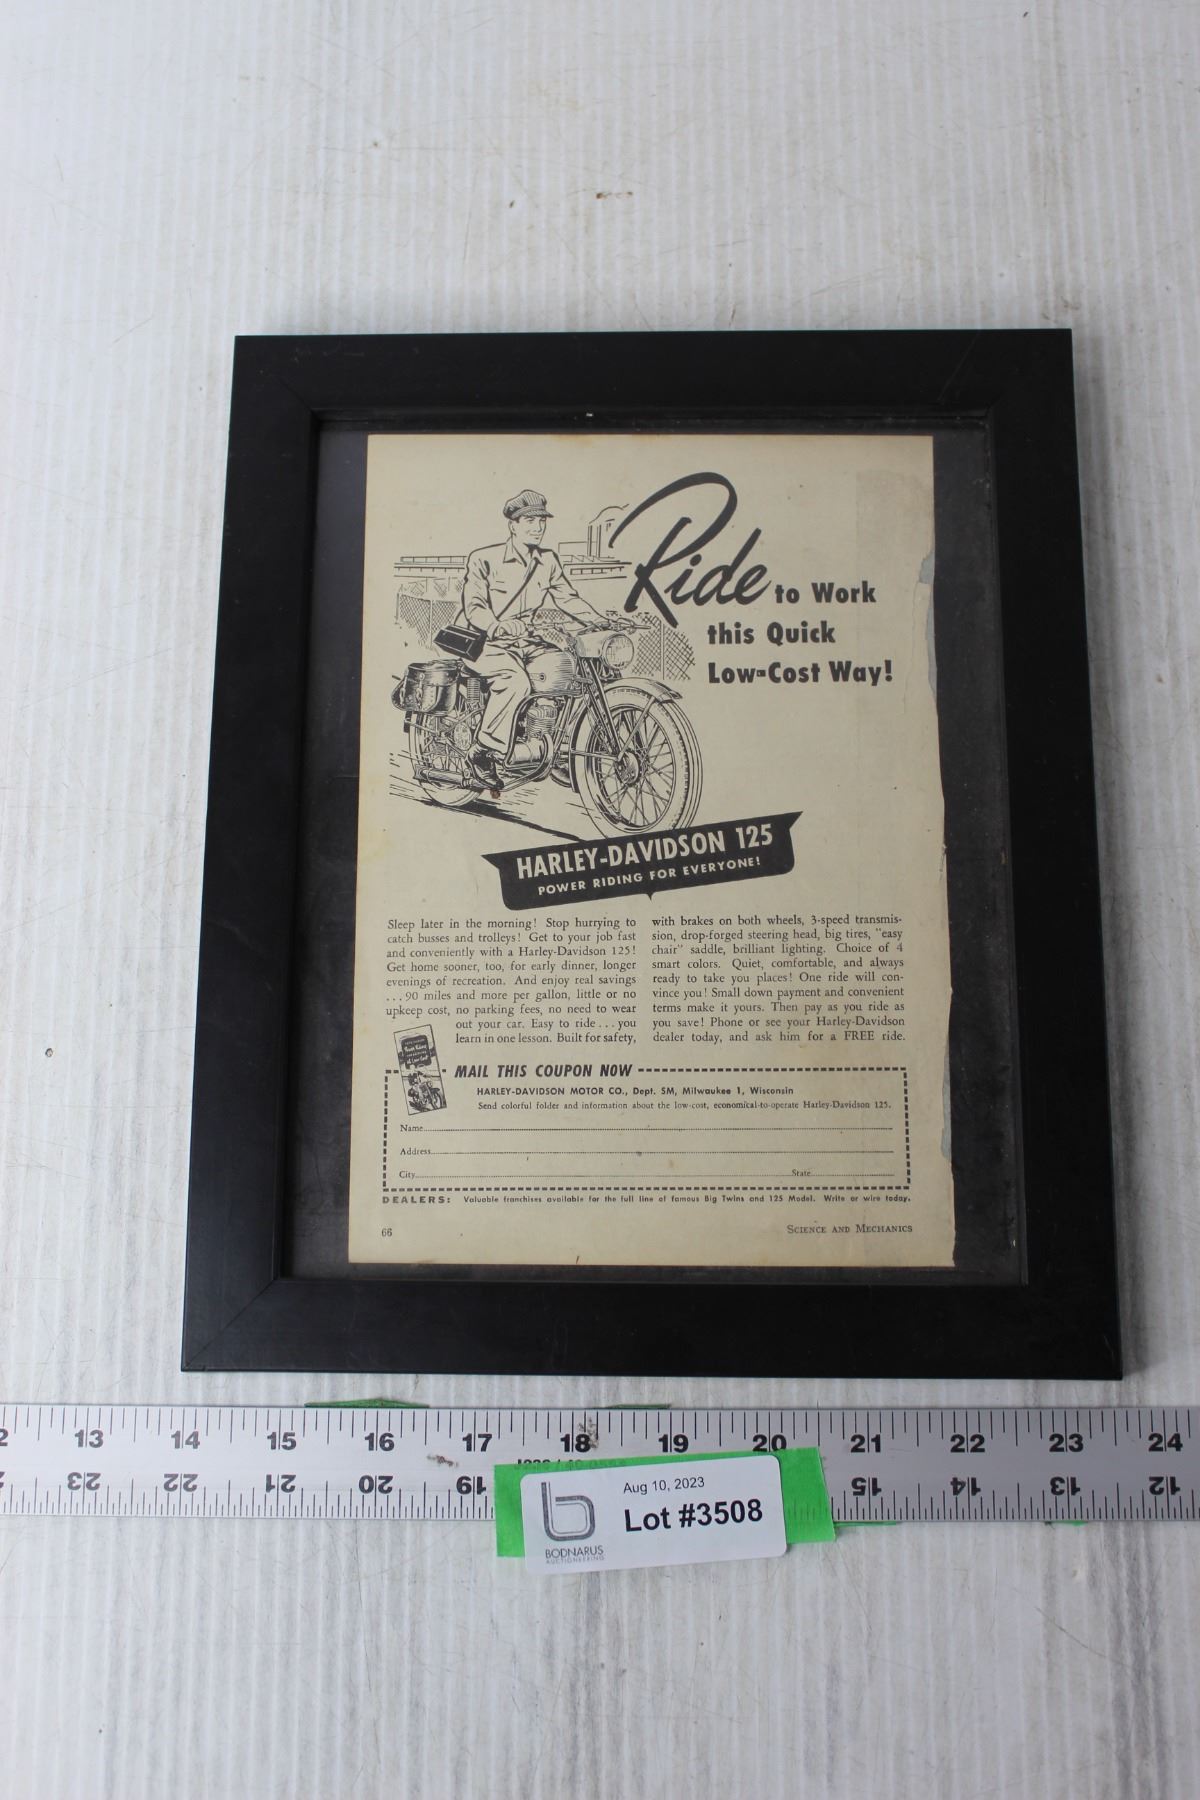 Ride to Work
this Quick
Low-Cost Way!
HARLEY-DAVIDSON 125
POWER RIDING FOR EVERYONE!
Sleep later in the morning! Stop hurrying to
catch busses and trolleys! Get to your job fast
and conveniently with a Harley-Davidson 125!
Get home sooner, too, for early dinner, longer
evenings of recreation. And enjoy real savings
...90 miles and more per gallon, little or no
upkeep cost, no parking fees, no need to wear
out your car. Easy to ride...you
learn in one lesson. Built for safety,
with brakes on both wheels, 3-speed transmis-
sion, drop-forged steering head, big tires, "easy
chair" saddle, brilliant lighting. Choice of 4
smart colors. Quiet, comfortable, and always
ready to take you places! One ride will con-
vince you! Small down payment and convenient
terms make it yours. Then pay as you ride as
you save! Phone or see your Harley-Davidson
dealer today, and ask him for a FREE ride.
MAIL THIS COUPON NOW
HARLEY-DAVIDSON MOTOR CO., Dept. SM, Milwaukee 1, Wisconsin
Send colorful folder and information about the low-cost, economical-to-operate Harley-Davidson 125.
Name
Address
City State
DEALERS: Valuable franchises available for the full line of famous Big Twins and 125 Model. Write or wire today.
66 SCIENCE AND MECHANICS
13 14 15 16 17 18 19 20 21 22 23 24
23 22 21 20 19 15 14 13 12
Aug 10, 2023
Lot #3508
BODNARUS
AUCTIONEERING